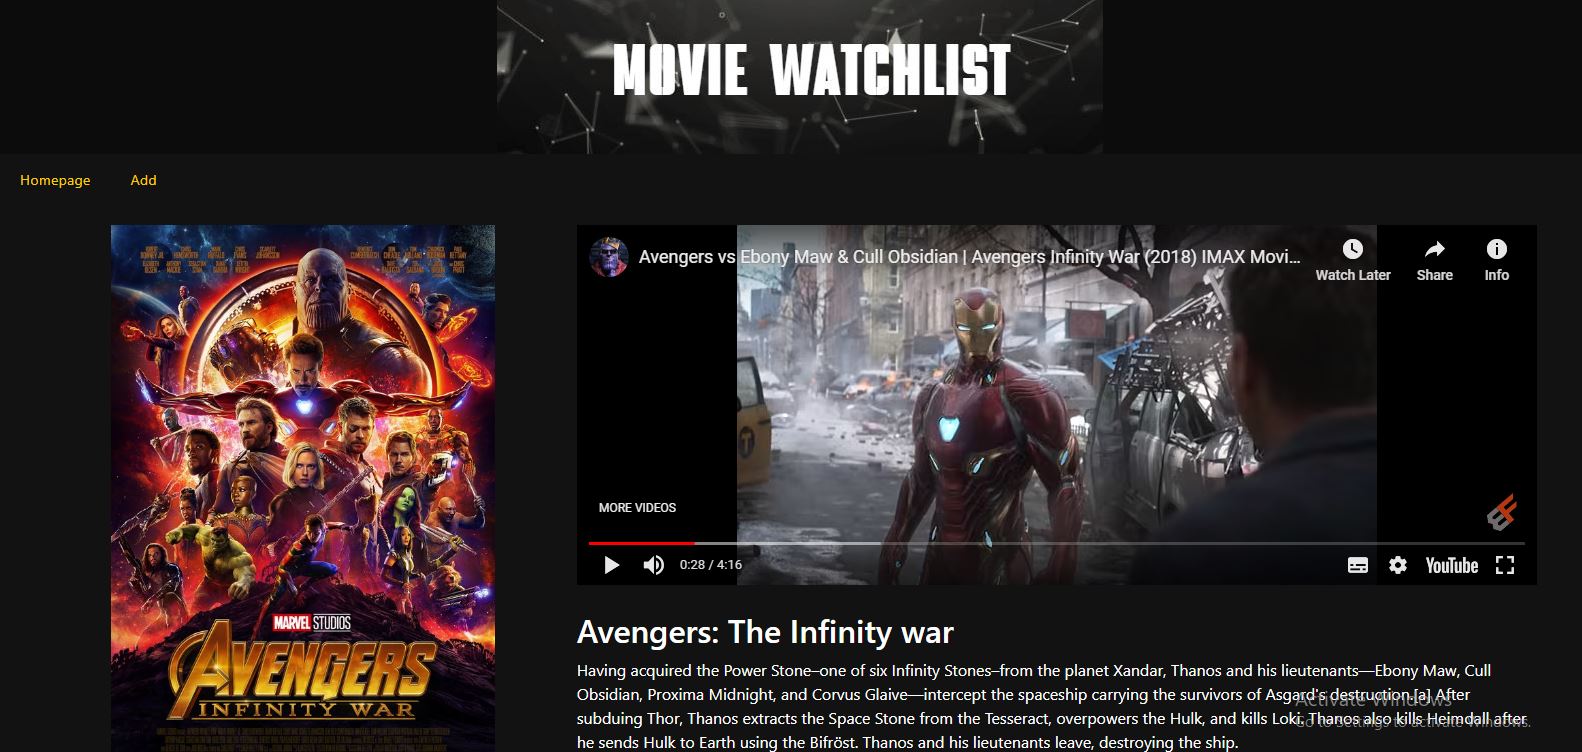 MOVIE WATCHLIST
Homepage
Add
Avengers vs Ebony Maw & Cull Obsidian | Avengers Infinity War (2018) IMAX Movi...
Watch Later
Share
Info
MORE VIDEOS
0:28 / 4:16
YouTube
MARVEL STUDIOS
AVENGERS
INFINITY WAR
Avengers: The Infinity war
Having acquired the Power Stone—one of six Infinity Stones—from the planet Xandar, Thanos and his lieutenants—Ebony Maw, Cull
Obsidian, Proxima Midnight, and Corvus Glaive—intercept the spaceship carrying the survivors of Asgard's destruction.[a] After
subduing Thor, Thanos extracts the Space Stone from the Tesseract, overpowers the Hulk, and kills Loki. Thanos also kills Heimdall after
he sends Hulk to Earth using the Bifröst. Thanos and his lieutenants leave, destroying the ship.
Activate Windows
Go to Settings to activate Windows.